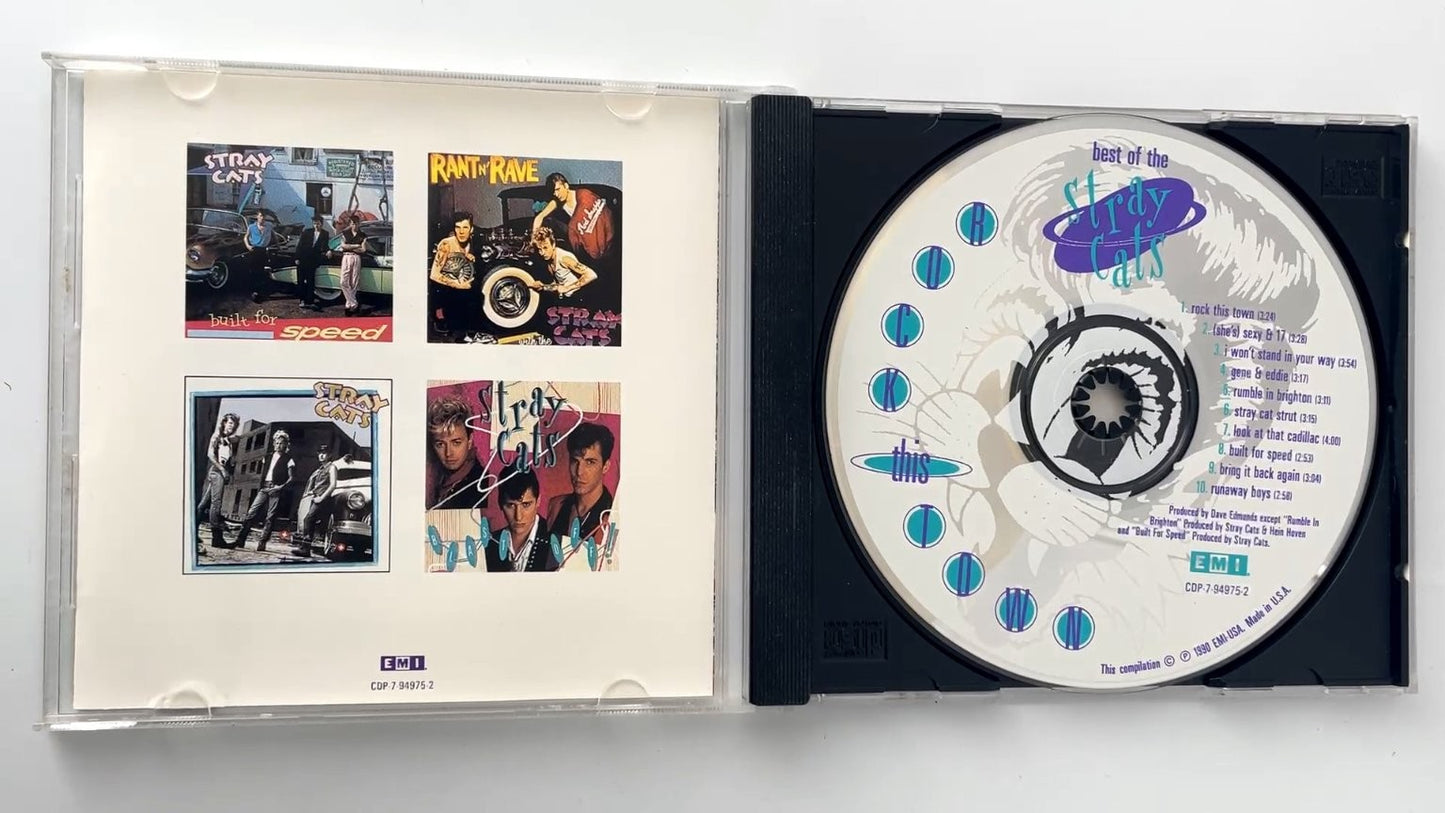 STRAY
CATS
built for
speed
RANT N' RAVE
STRAY
with the
CATS
STRAY
CATS
stray
cats
EMI
CDP-7-94975-2
best of the
stray
cats
ROCK
this
TOWN
1. rock this town (3:24)
2. (she's) sexy & 17 (3:28)
3. i won't stand in your way (3:54)
4. gene & eddie (3:17)
5. rumble in brighton (3:11)
6. stray cat strut (3:15)
7. look at that cadillac (4:00)
8. built for speed (2:53)
9. bring it back again (3:04)
10. runaway boys (2:58)
Produced by Dave Edmunds except "Rumble In
Brighton" Produced by Stray Cats & Hein Hoven
and "Built For Speed" Produced by Stray Cats.
EMI
CDP-7-94975-2
This compilation © ℗ 1990 EMI-USA. Made in U.S.A.